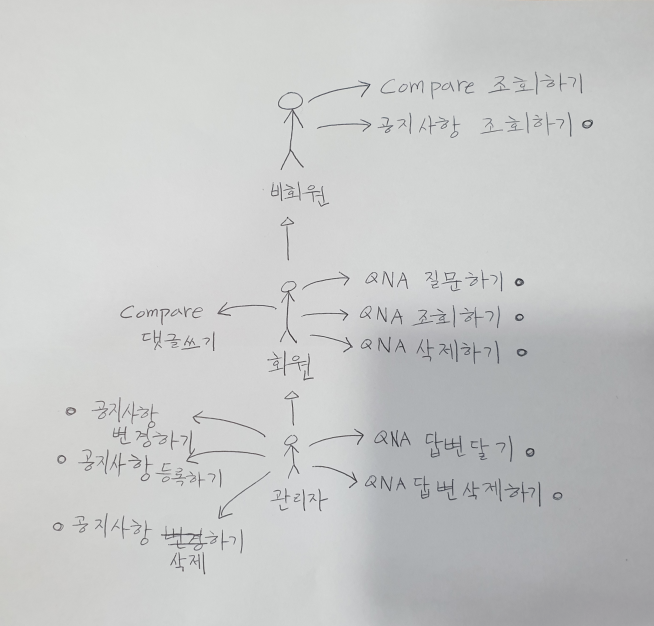 Compare 조회하기
공지사항 조회하기
비회원
QNA 질문하기
Compare
댓글쓰기
QNA 조회하기
QNA 삭제하기
회원
공지사항
변경하기
QNA 답변달기
공지사항 등록하기
관리자
QNA 답변삭제하기
공지사항 변경하기
삭제